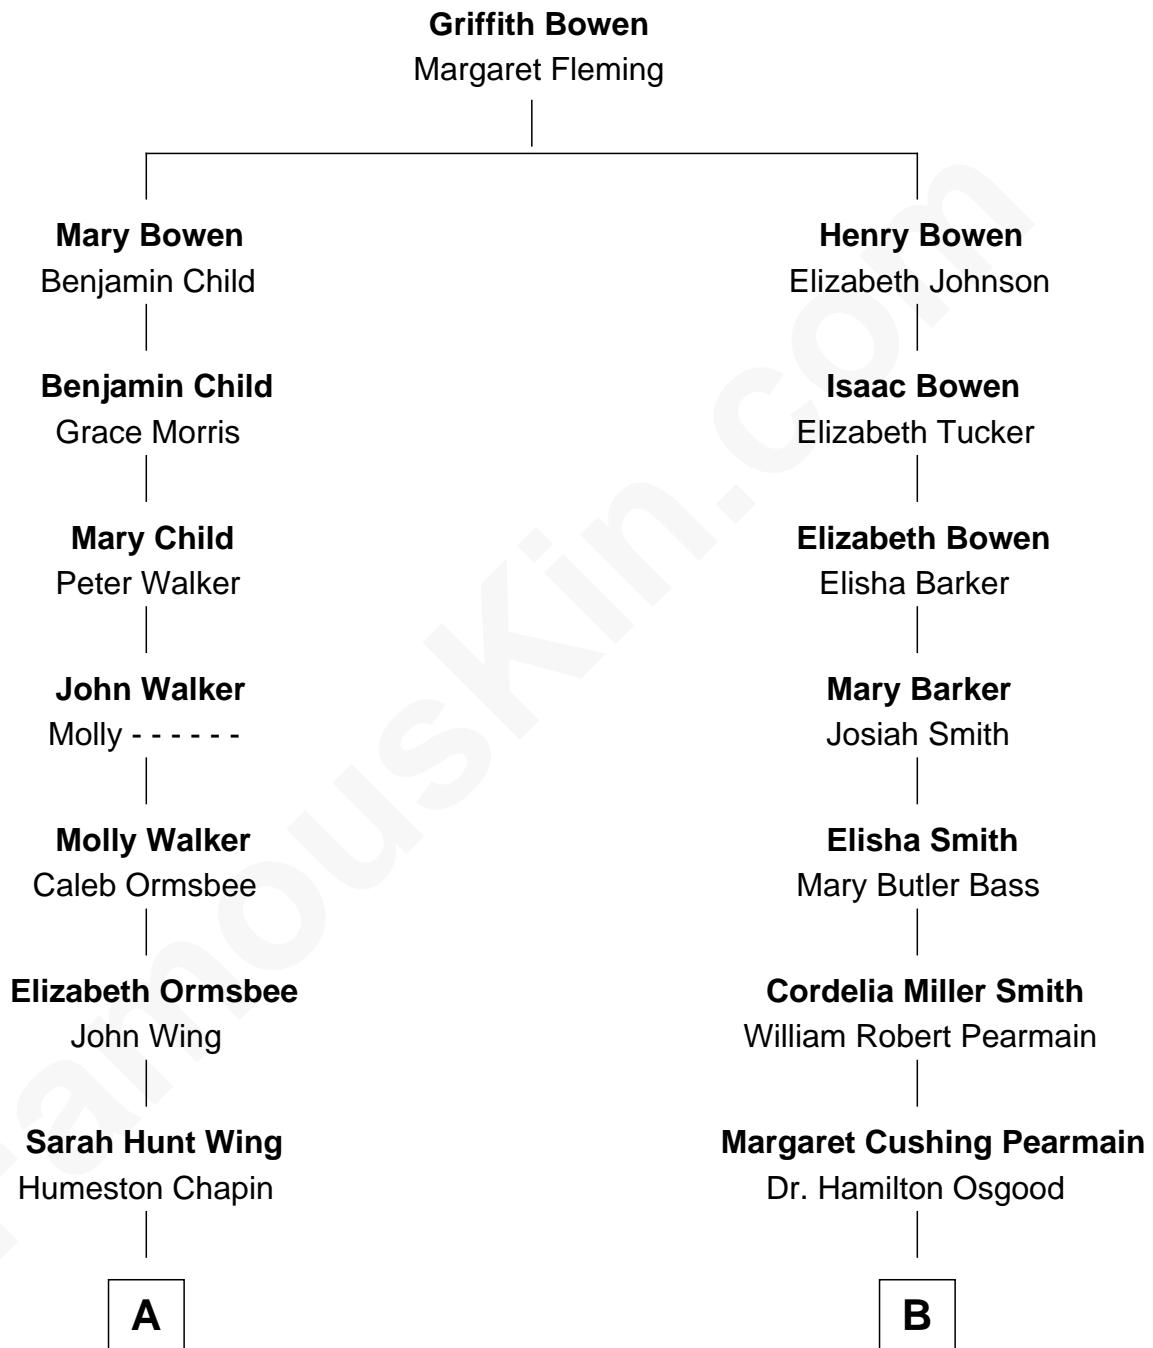 Griffith Bowen
Margaret Fleming
Mary Bowen
Benjamin Child
Henry Bowen
Elizabeth Johnson
Benjamin Child
Grace Morris
Isaac Bowen
Elizabeth Tucker
Mary Child
Peter Walker
Elizabeth Bowen
Elisha Barker
John Walker
Molly - - - - - -
Mary Barker
Josiah Smith
Molly Walker
Caleb Ormsbee
Elisha Smith
Mary Butler Bass
Elizabeth Ormsbee
John Wing
Cordelia Miller Smith
William Robert Pearmain
Sarah Hunt Wing
Humeston Chapin
Margaret Cushing Pearmain
Dr. Hamilton Osgood
A
B
FamousKin.com